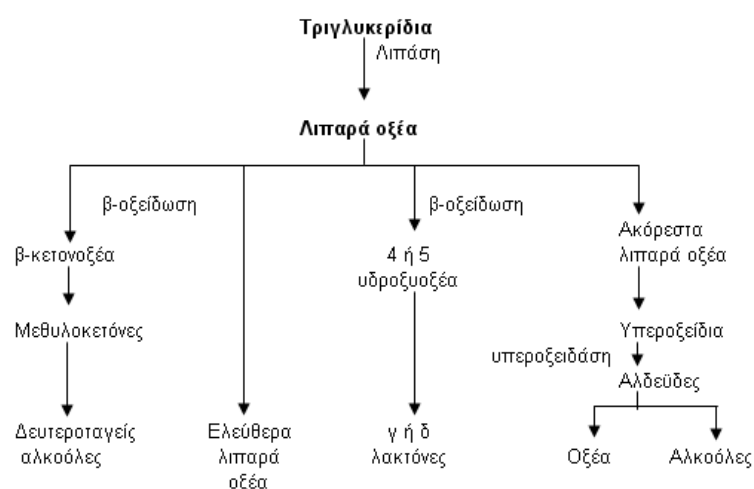 Τριγλυκερίδια
Λιπάση
Λιπαρά οξέα
β-οξείδωση
β-οξείδωση
Ακόρεστα
λιπαρά οξέα
β-κετονοξέα
4 ή 5
υδροξυοξέα
Μεθυλοκετόνες
Υπεροξείδια
υπεροξειδάση
Αλδεΰδες
Δευτεροταγείς
αλκοόλες
Ελεύθερα
λιπαρά
οξέα
γ ή δ
λακτόνες
Οξέα
Αλκοόλες